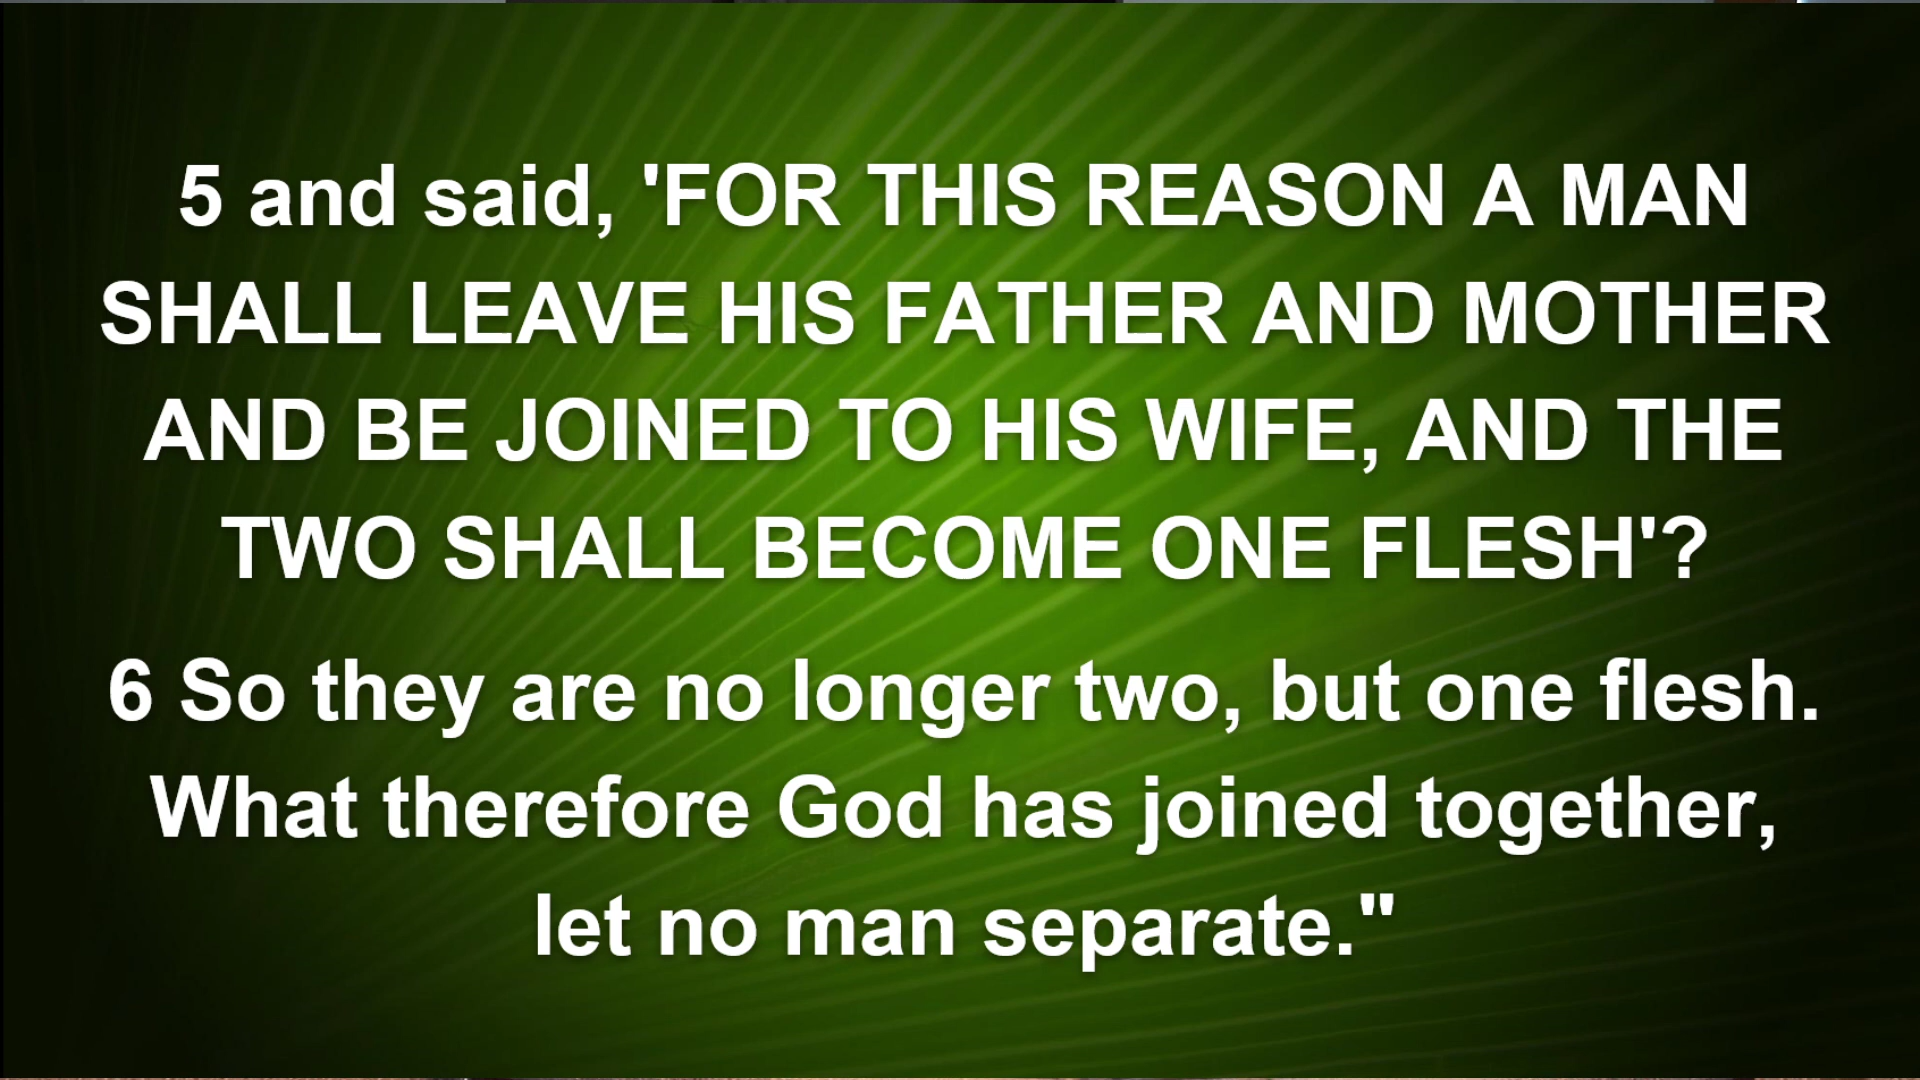 5 and said, 'FOR THIS REASON A MAN
SHALL LEAVE HIS FATHER AND MOTHER
AND BE JOINED TO HIS WIFE, AND THE
TWO SHALL BECOME ONE FLESH'?
6 So they are no longer two, but one flesh.
What therefore God has joined together,
let no man separate."